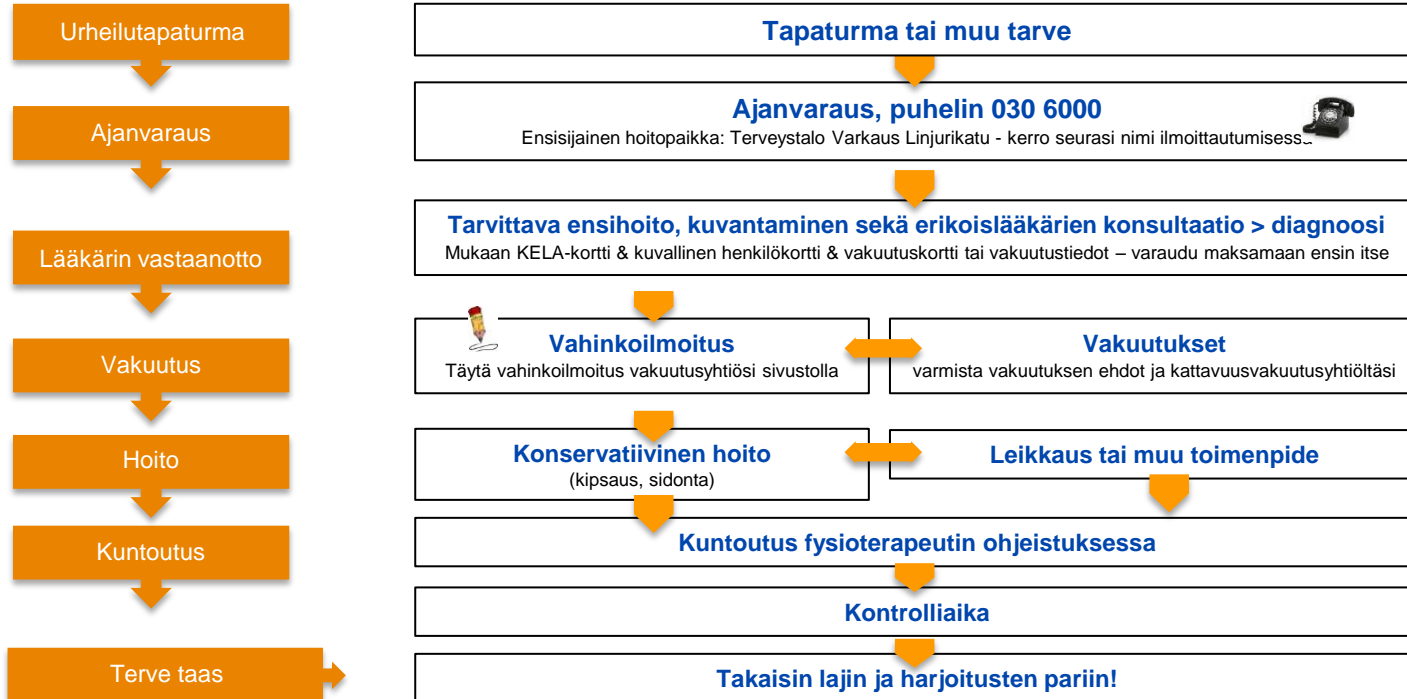 Urheilutapaturma
Tapaturma tai muu tarve
Ajanvaraus
Ajanvaraus, puhelin 030 6000
Ensisijainen hoitopaikka: Terveystalo Varkaus Linjurikatu - kerro seurasi nimi ilmoittautumisessa
Lääkärin vastaanotto
Tarvittava ensihoito, kuvantaminen sekä erikoislääkärien konsultaatio > diagnoosi
Mukaan KELA-kortti & kuvallinen henkilökortti & vakuutuskortti tai vakuutustiedot – varaudu maksamaan ensin itse
Vakuutus
Vahinkoilmoitus
Täytä vahinkoilmoitus vakuutusyhtiösi sivustolla
Vakuutukset
varmista vakuutuksen ehdot ja kattavuusvakuutusyhtiöltäsi
Hoito
Konservatiivinen hoito
(kipsaus, sidonta)
Leikkaus tai muu toimenpide
Kuntoutus
Kuntoutus fysioterapeutin ohjeistuksessa
Kontrolliaika
Terve taas
Takaisin lajin ja harjoitusten pariin!